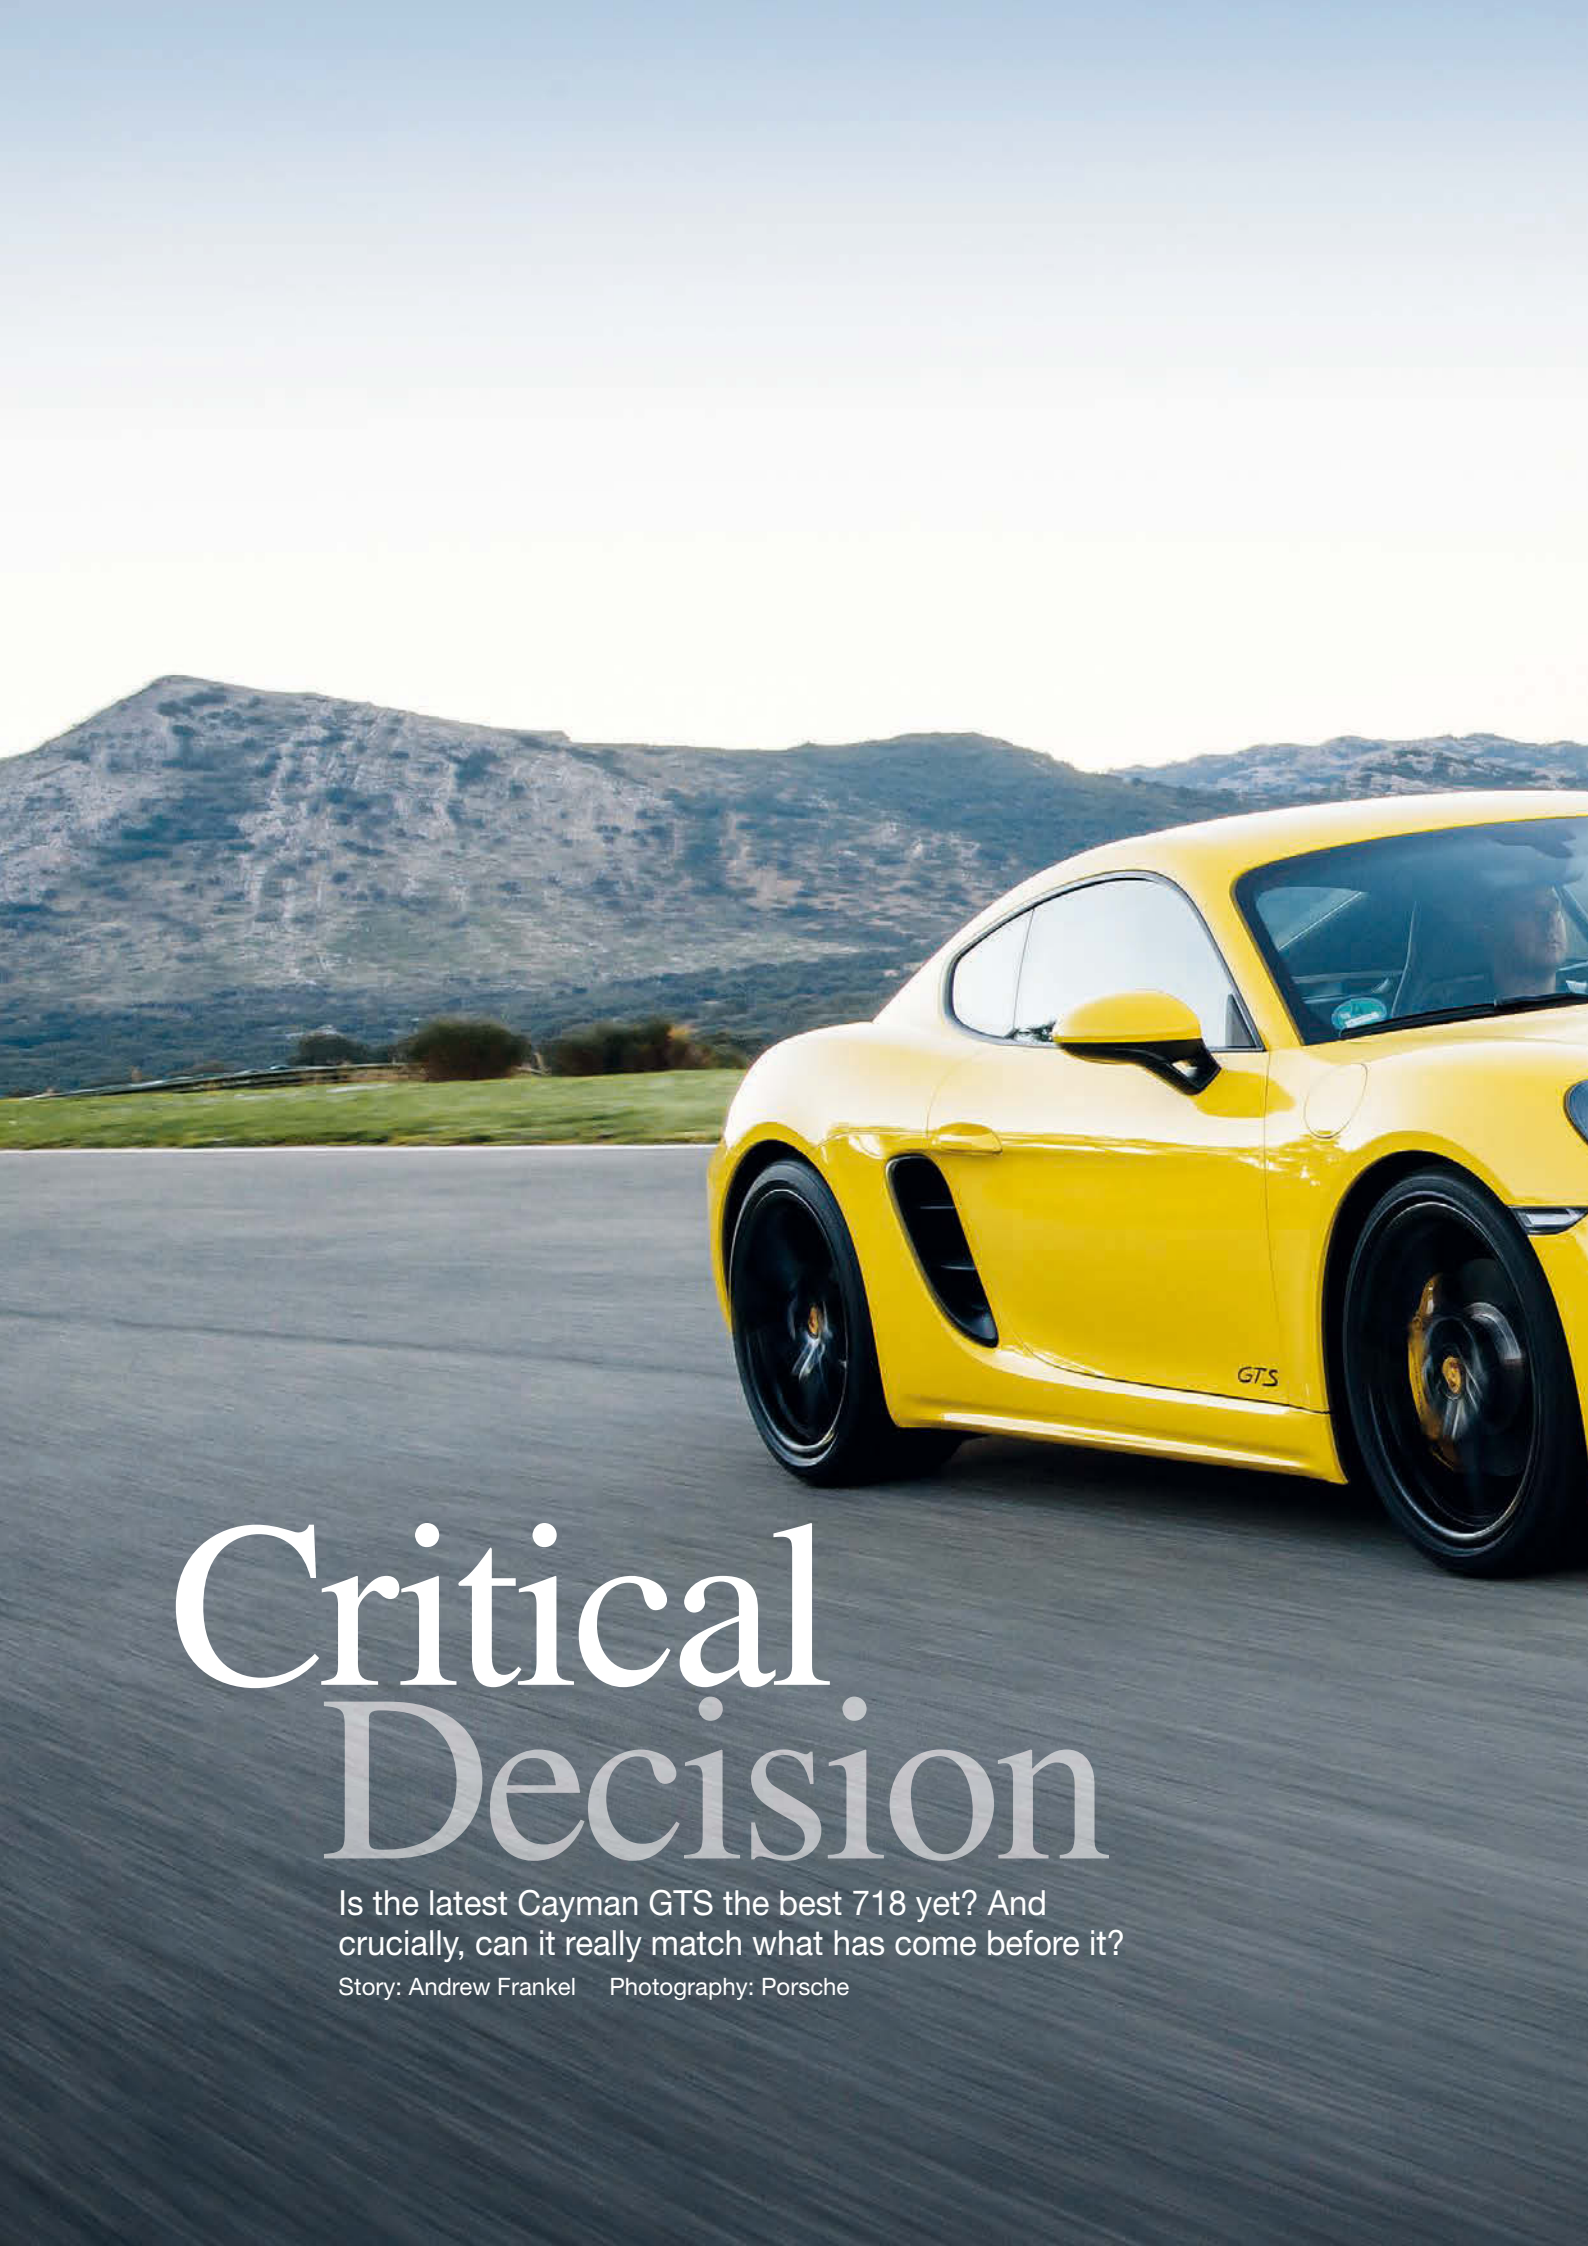 GTS
Critical
Decision
Is the latest Cayman GTS the best 718 yet? And
crucially, can it really match what has come before it?
Story: Andrew Frankel Photography: Porsche